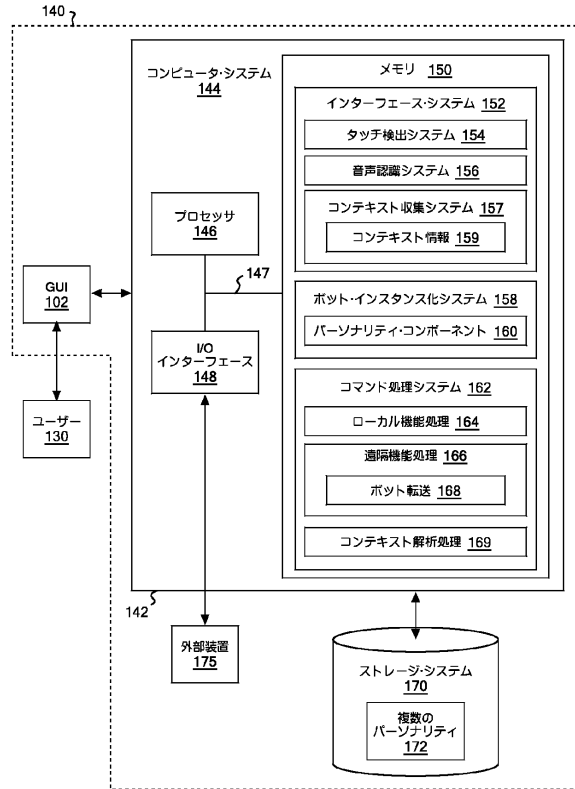 140
コンピュータ・システム
144
メモリ 150
インターフェース・システム 152
タッチ検出システム 154
音声認識システム 156
コンテキスト収集システム 157
コンテキスト情報 159
プロセッサ
146
147
GUI
102
ボット・インスタンス化システム 158
パーソナリティ・コンポーネント 160
I/O
インターフェース
148
コマンド処理システム 162
ローカル機能処理 164
ユーザー
130
遠隔機能処理 166
ボット転送 168
コンテキスト解析処理 169
142
外部装置
175
ストレージ・システム
170
複数の
パーソナリティ
172